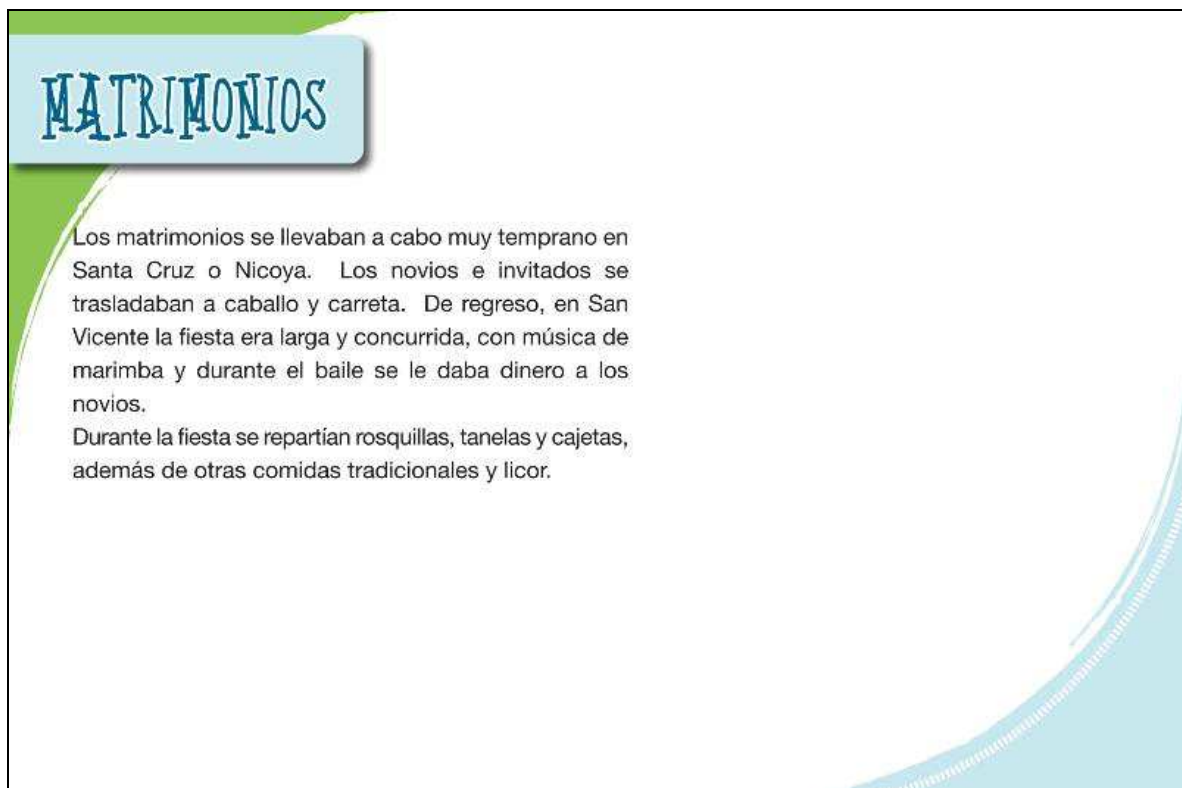 MATRIMONIOS
Los matrimonios se llevaban a cabo muy temprano en
Santa Cruz o Nicoya. Los novios e invitados se
trasladaban a caballo y carreta. De regreso, en San
Vicente la fiesta era larga y concurrida, con música de
marimba y durante el baile se le daba dinero a los
novios.
Durante la fiesta se repartían rosquillas, tanelas y cajetas,
además de otras comidas tradicionales y licor.